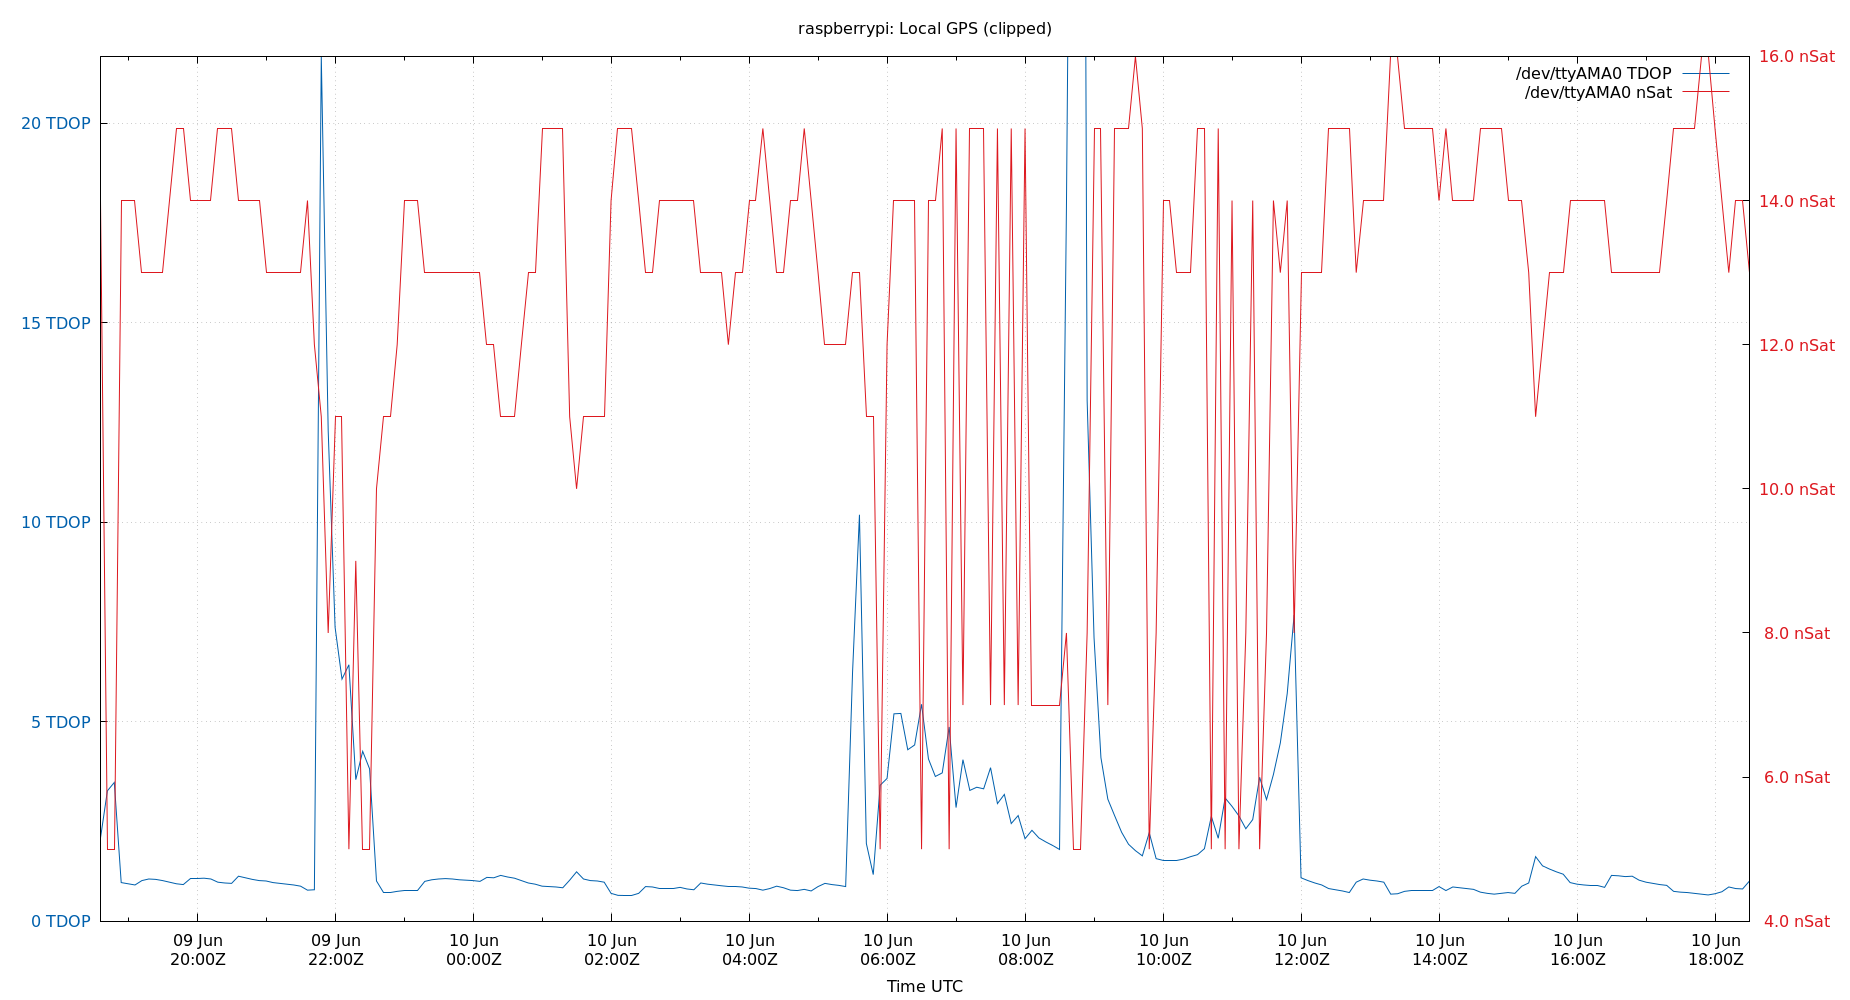 raspberrypi: Local GPS (clipped)
/dev/ttyAMA0 TDOP
/dev/ttyAMA0 nSat
20 TDOP
15 TDOP
10 TDOP
5 TDOP
0 TDOP
16.0 nSat
14.0 nSat
12.0 nSat
10.0 nSat
8.0 nSat
6.0 nSat
4.0 nSat
09 Jun
20:00Z
09 Jun
22:00Z
10 Jun
00:00Z
10 Jun
02:00Z
10 Jun
04:00Z
10 Jun
06:00Z
10 Jun
08:00Z
10 Jun
10:00Z
10 Jun
12:00Z
10 Jun
14:00Z
10 Jun
16:00Z
10 Jun
18:00Z
Time UTC